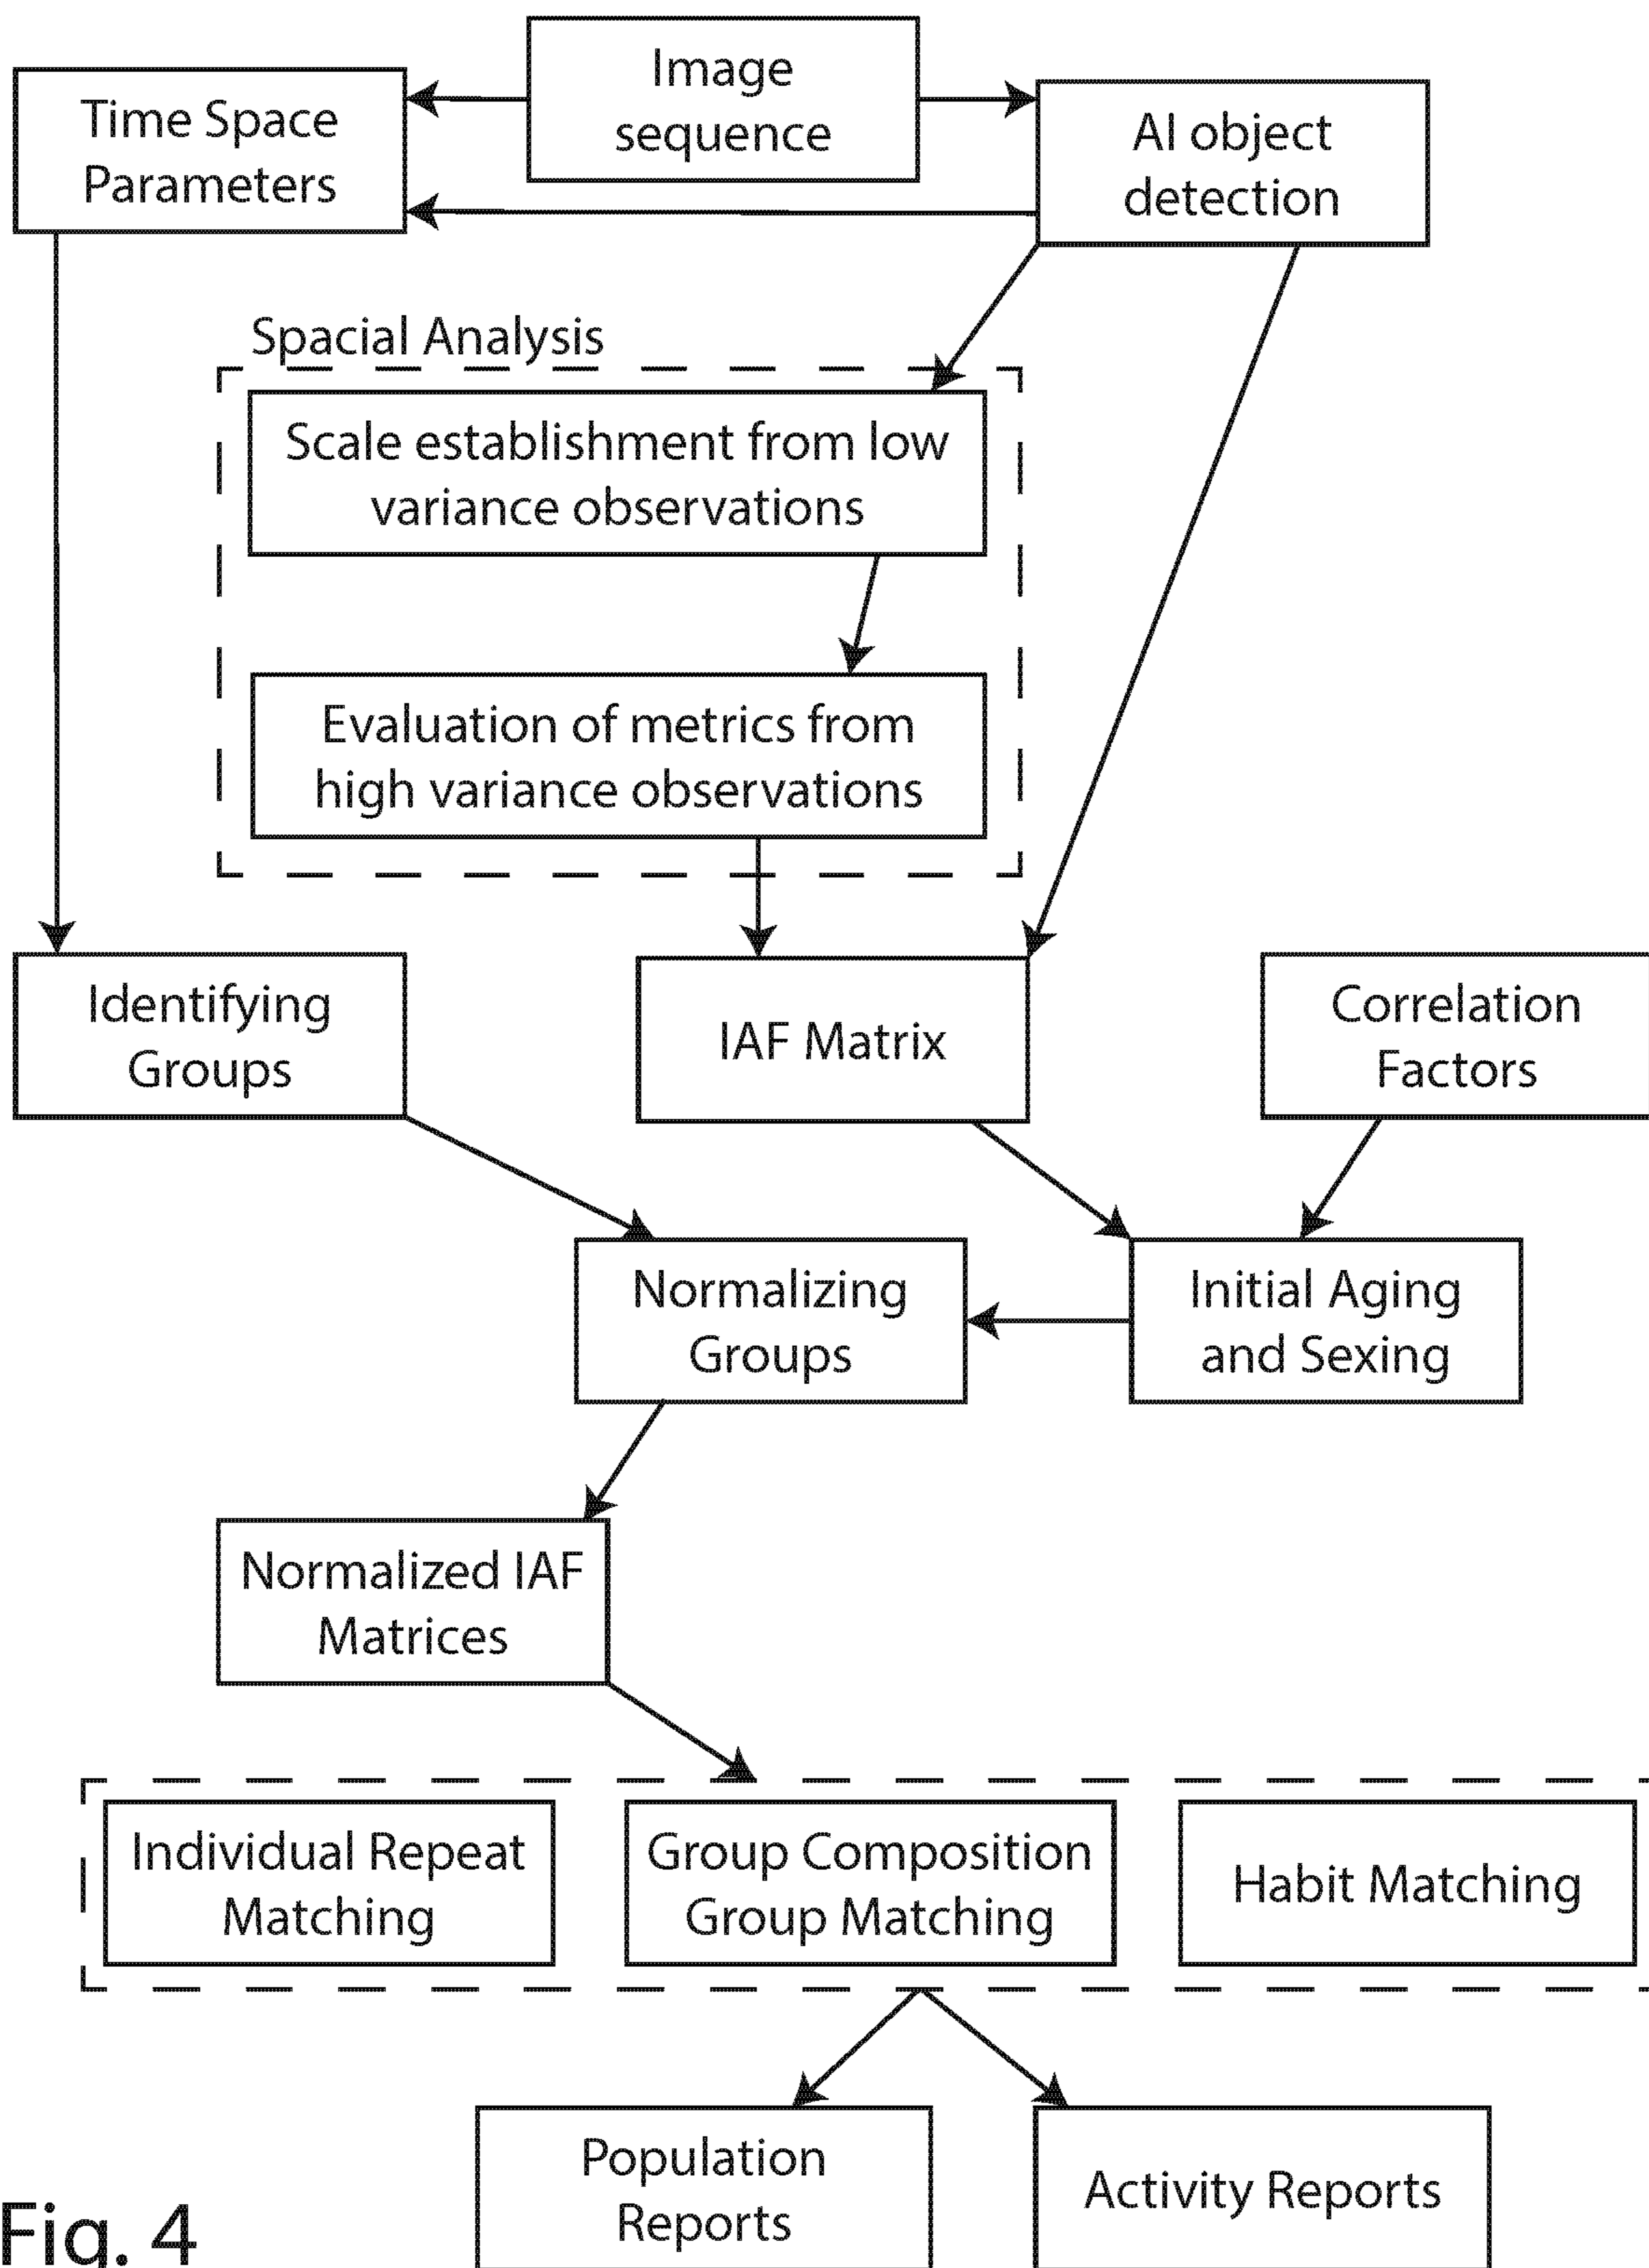 Image
sequence
Time Space
Parameters
AI object
detection
Spacial Analysis
Scale establishment from low
variance observations
Evaluation of metrics from
high variance observations
Identifying
Groups
IAF Matrix
Correlation
Factors
Normalizing
Groups
Initial Aging
and Sexing
Normalized IAF
Matrices
Individual Repeat
Matching
Group Composition
Group Matching
Habit Matching
Population
Reports
Activity Reports
Fig. 4